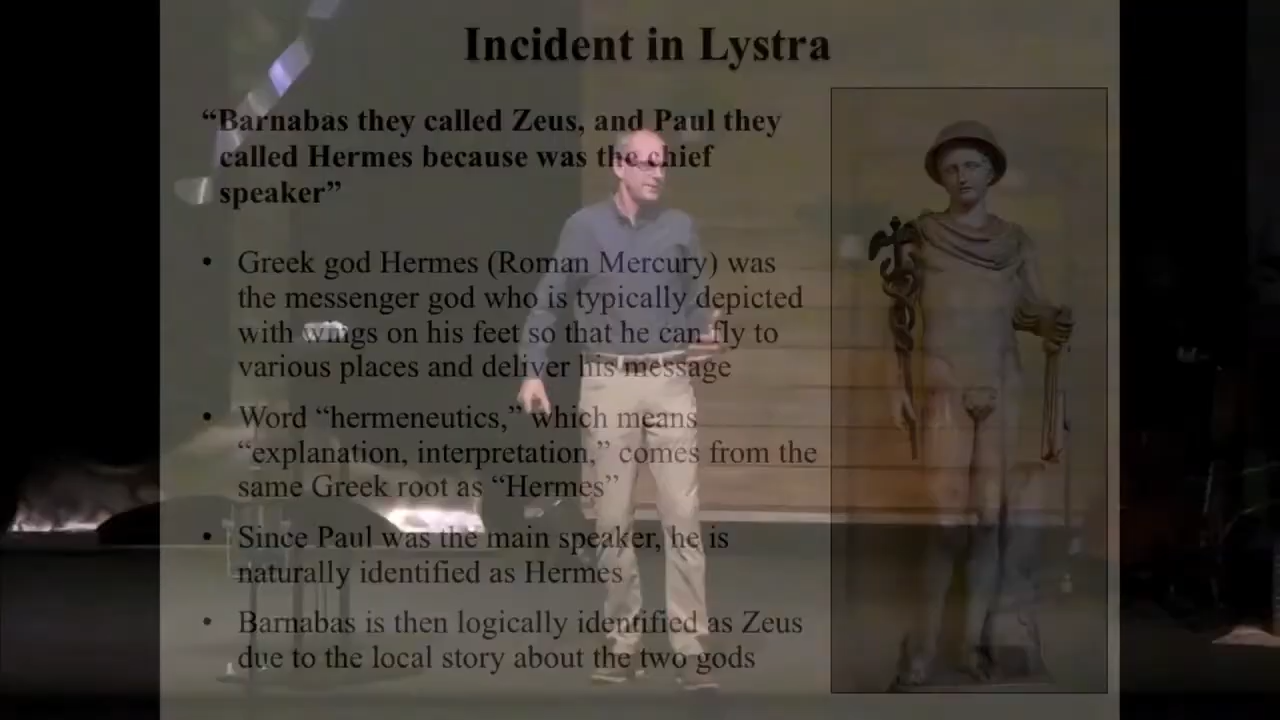 Incident in Lystra
“Barnabas they called Zeus, and Paul they
called Hermes because was the chief
speaker”
• Greek god Hermes (Roman Mercury) was
the messenger god who is typically depicted
with wings on his feet so that he can fly to
various places and deliver his message
• Word “hermeneutics,” which means
“explanation, interpretation,” comes from the
same Greek root as “Hermes”
• Since Paul was the main speaker, he is
naturally identified as Hermes
• Barnabas is then logically identified as Zeus
due to the local story about the two gods